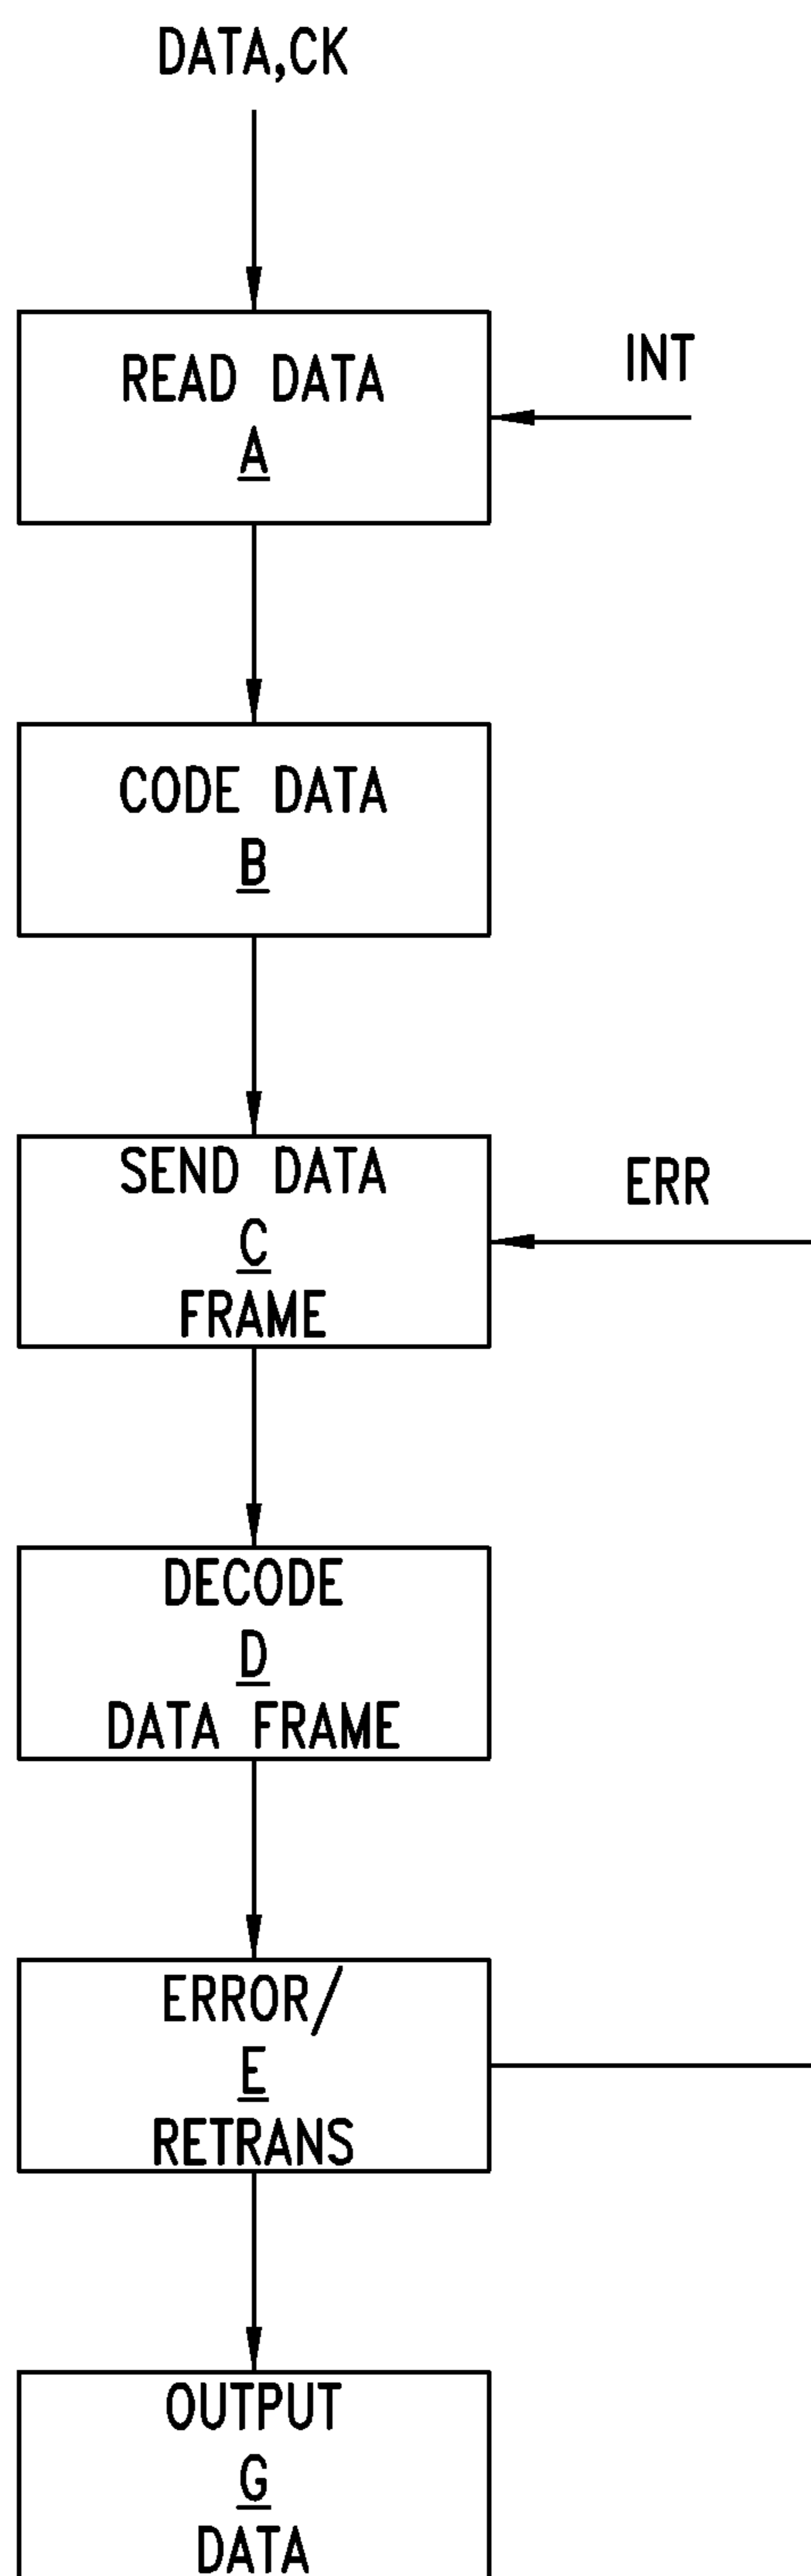 DATA,CK
READ DATA
A
INT
CODE DATA
B
SEND DATA
C
FRAME
ERR
DECODE
D
DATA FRAME
ERROR/
E
RETRANS
OUTPUT
G
DATA